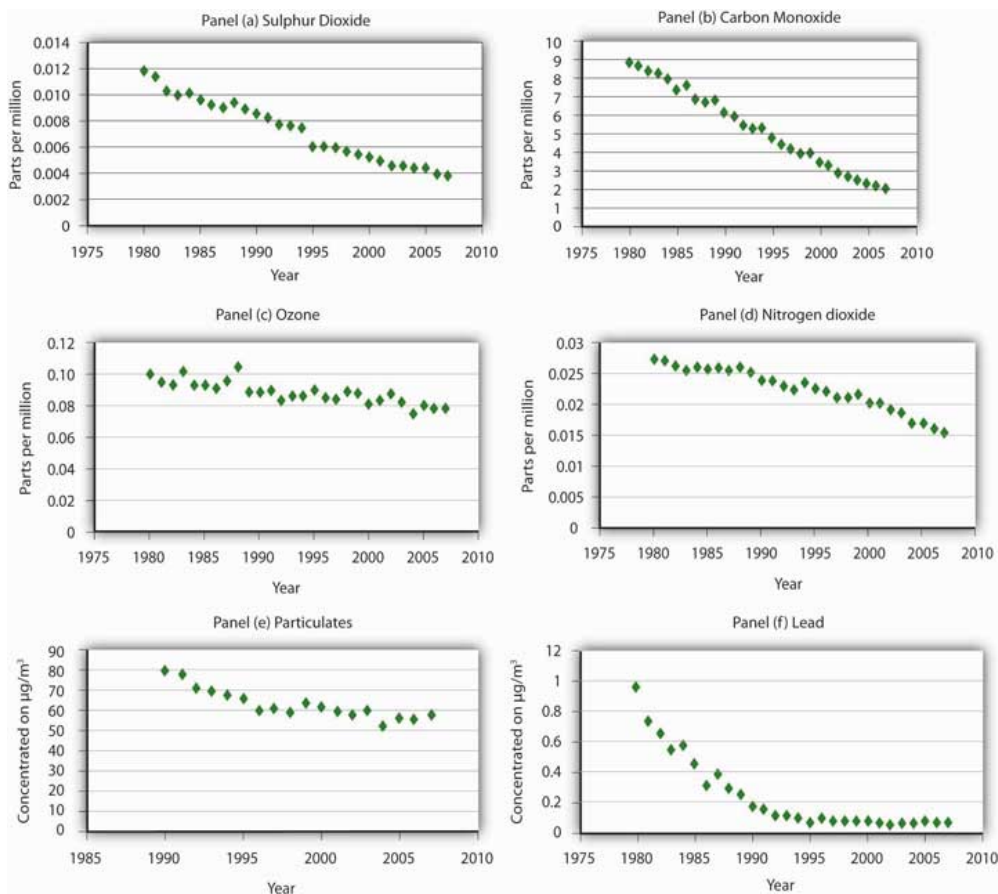 Panel (a) Sulphur Dioxide
Parts per million
0.014
0.012
0.010
0.008
0.006
0.004
0.002
0
1975 1980 1985 1990 1995 2000 2005 2010
Year
Panel (b) Carbon Monoxide
Parts per million
10
9
8
7
6
5
4
3
2
1
0
1975 1980 1985 1990 1995 2000 2005 2010
Year
Panel (c) Ozone
Parts per million
0.12
0.10
0.08
0.06
0.04
0.02
0
1975 1980 1985 1990 1995 2000 2005 2010
Year
Panel (d) Nitrogen dioxide
Parts per million
0.03
0.025
0.02
0.015
0.01
0.005
0
1975 1980 1985 1990 1995 2000 2005 2010
Year
Panel (e) Particulates
Concentrated on µg/m³
90
80
70
60
50
40
30
20
10
0
1985 1990 1995 2000 2005 2010
Year
Panel (f) Lead
Concentrated on µg/m³
12
1
0.8
0.6
0.4
0.2
0
1975 1980 1985 1990 1995 2000 2005 2010
Year